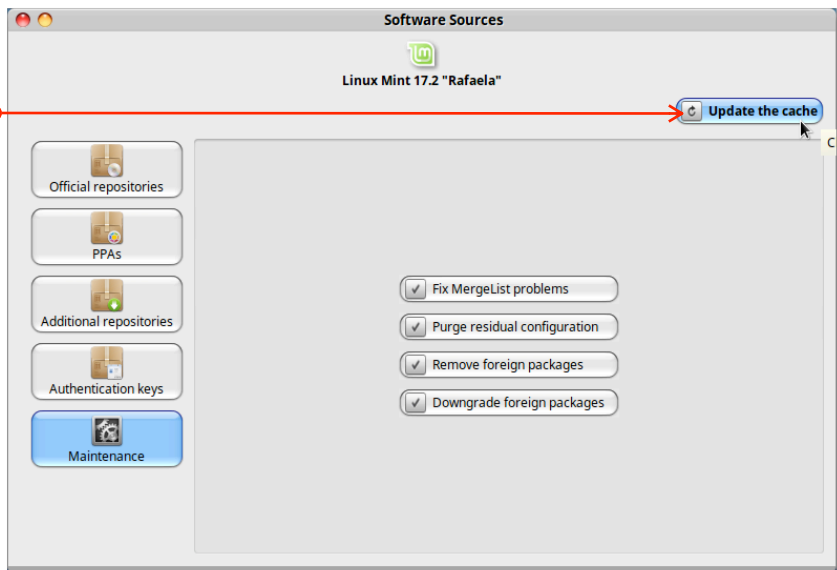 Software Sources
Linux Mint 17.2 "Rafaela"
Update the cache
C
Official repositories
PPAs
Additional repositories
Authentication keys
Maintenance
Fix MergeList problems
Purge residual configuration
Remove foreign packages
Downgrade foreign packages